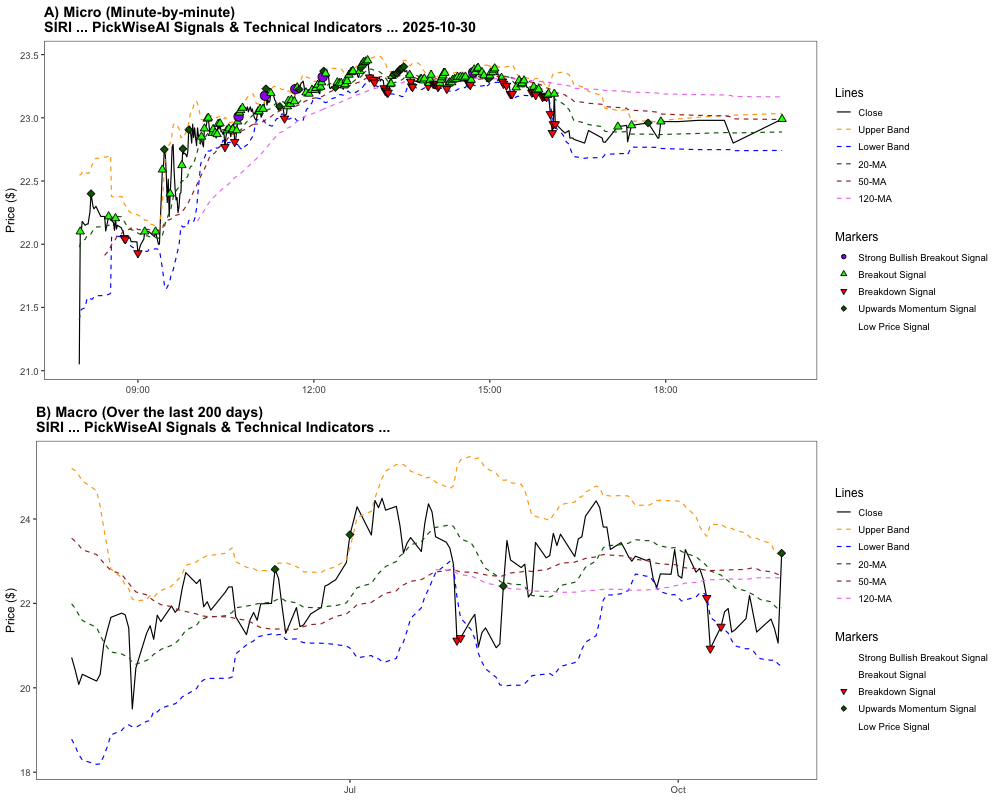 A) Micro (Minute-by-minute)
SIRI ... PickWiseAI Signals & Technical Indicators ... 2025-10-30
Price ($)
23.5
23.0
22.5
22.0
21.5
21.0
09:00
12:00
15:00
18:00
Lines
Close
Upper Band
Lower Band
20-MA
50-MA
120-MA
Markers
Strong Bullish Breakout Signal
Breakout Signal
Breakdown Signal
Upwards Momentum Signal
Low Price Signal
B) Macro (Over the last 200 days)
SIRI ... PickWiseAI Signals & Technical Indicators ...
Price ($)
24
22
20
18
Jul
Oct
Lines
Close
Upper Band
Lower Band
20-MA
50-MA
120-MA
Markers
Strong Bullish Breakout Signal
Breakout Signal
Breakdown Signal
Upwards Momentum Signal
Low Price Signal